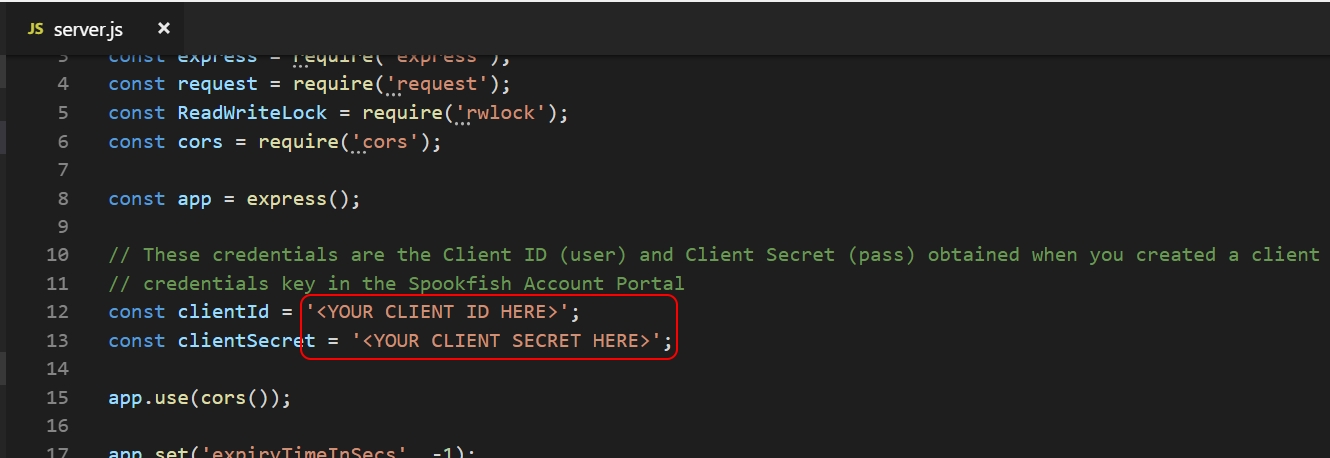 JS server.js ×
3 const express = require('express');
4 const request = require('request');
5 const ReadWriteLock = require('rwlock');
6 const cors = require('cors');
7
8 const app = express();
9
10 // These credentials are the Client ID (user) and Client Secret (pass) obtained when you created a client
11 // credentials key in the Spookfish Account Portal
12 const clientId = '<YOUR CLIENT ID HERE>';
13 const clientSecret = '<YOUR CLIENT SECRET HERE>';
14
15 app.use(cors());
16
17 app.set('expiryTimeInSecs', -1);